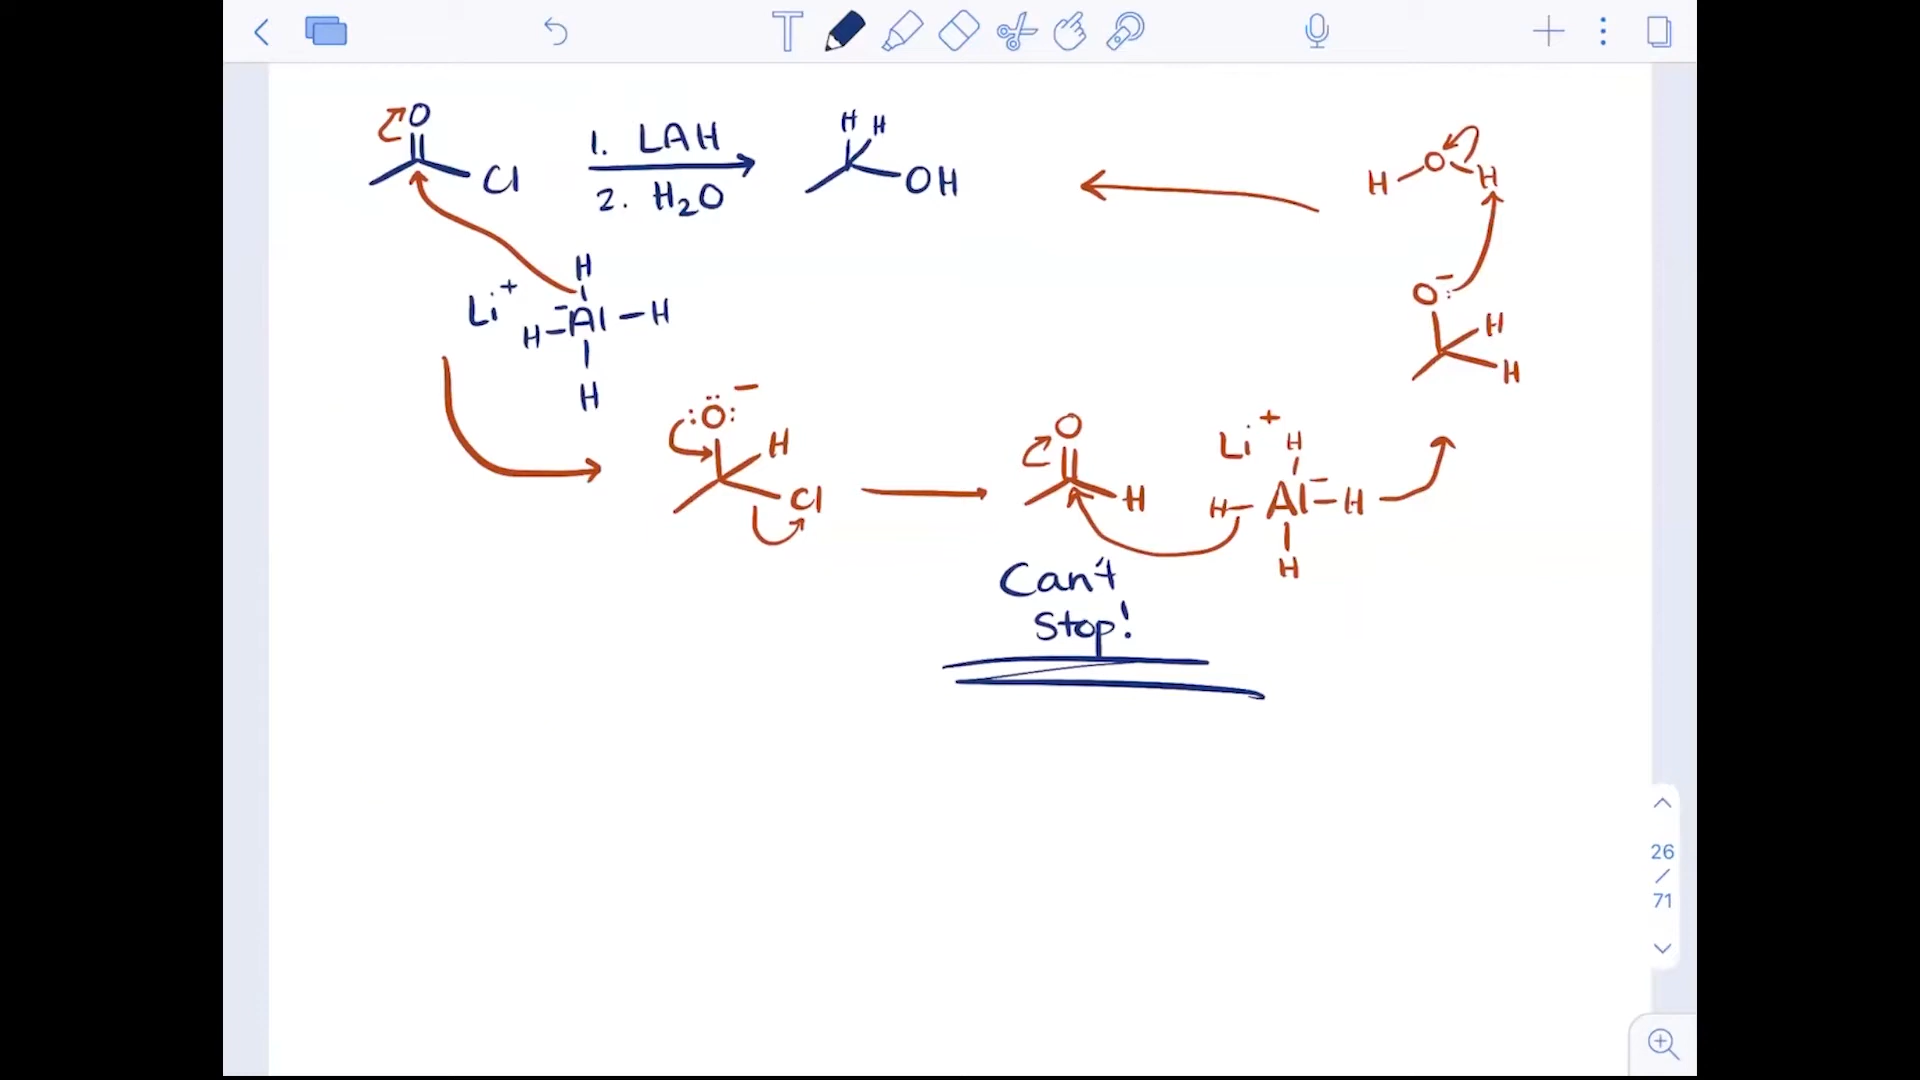 O
Cl
1. LAH
2. H₂O
H H
OH
H O H
Li⁺
H
H ⁻Al H
H
O⁻
H
H
:Ö:⁻
H
Cl
O
H
Li⁺
H
H Al⁻ H
H
Can't
Stop!
26
/
71